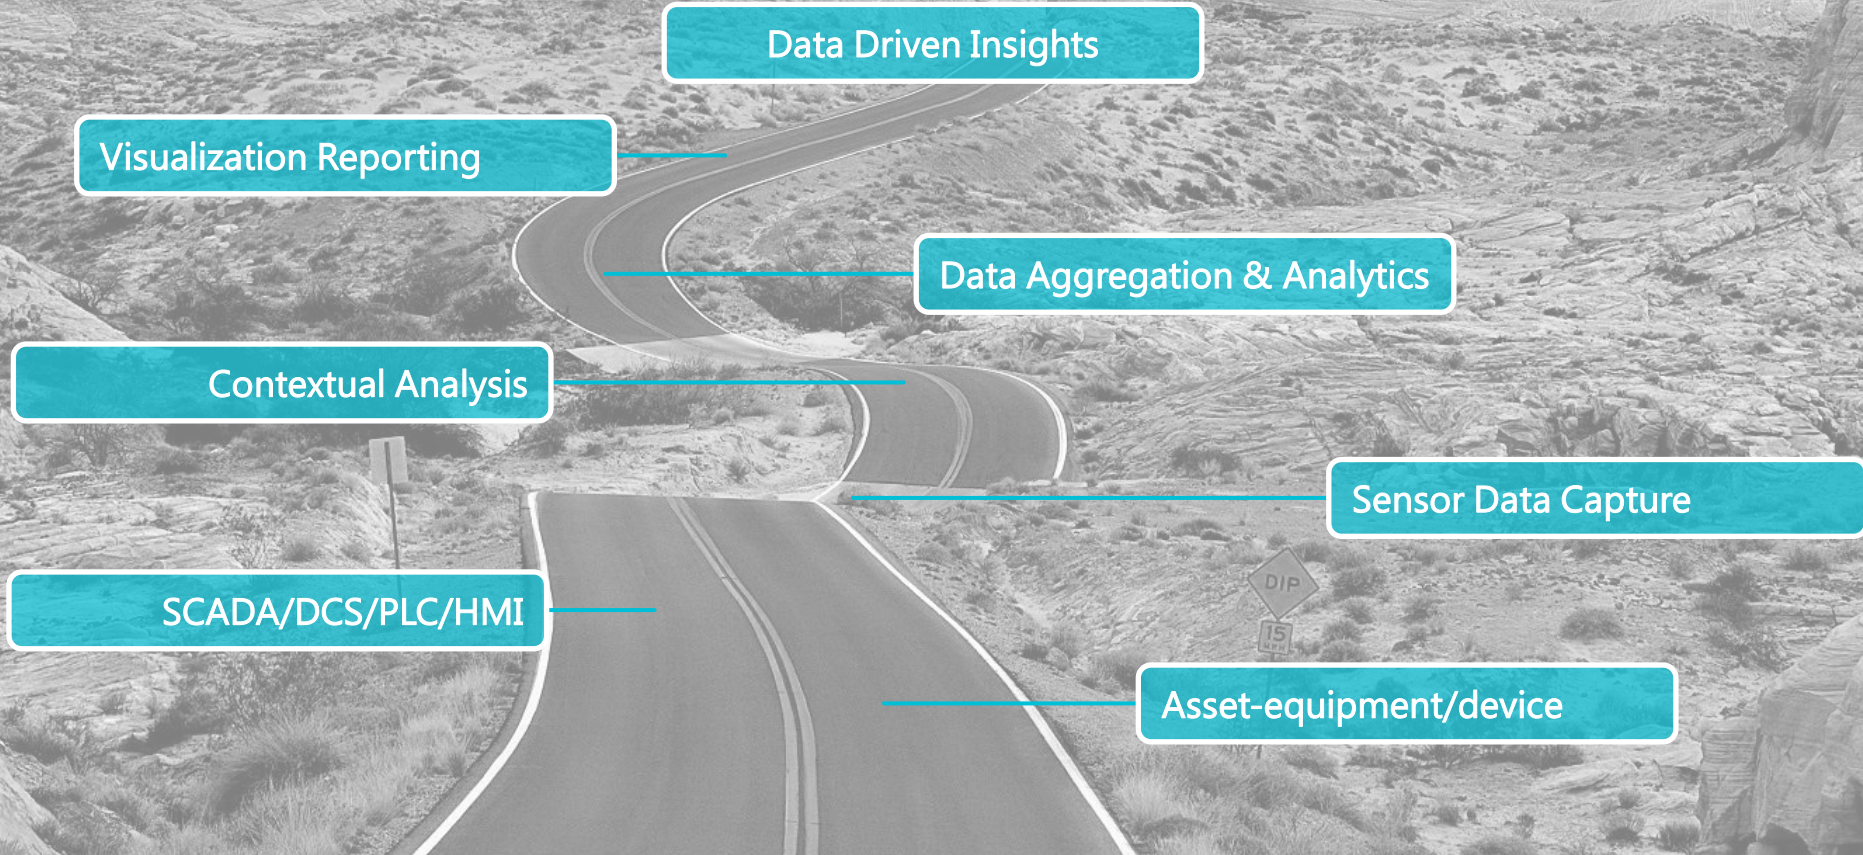 Data Driven Insights
Visualization Reporting
Data Aggregation & Analytics
Contextual Analysis
Sensor Data Capture
DIP
15
MPH
SCADA/DCS/PLC/HMI
Asset-equipment/device